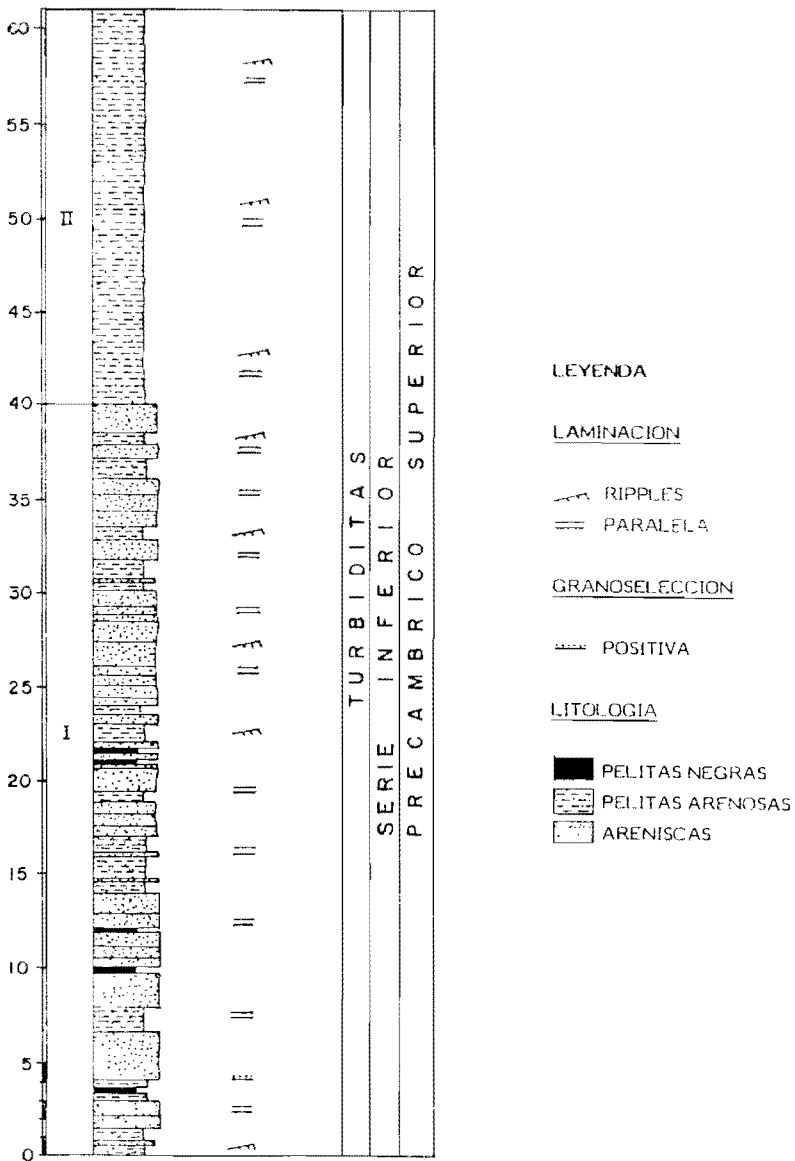 60
55
50
45
40
35
30
25
20
15
10
5
0
II
I
TURBIDITAS
SERIE INFERIOR
PRECAMBRICO SUPERIOR
LEYENDA
LAMINACION
RIPPLES
PARALELA
GRANOSELECCION
POSITIVA
LITOLOGIA
PELITAS NEGRAS
PELITAS ARENOSAS
ARENISCAS